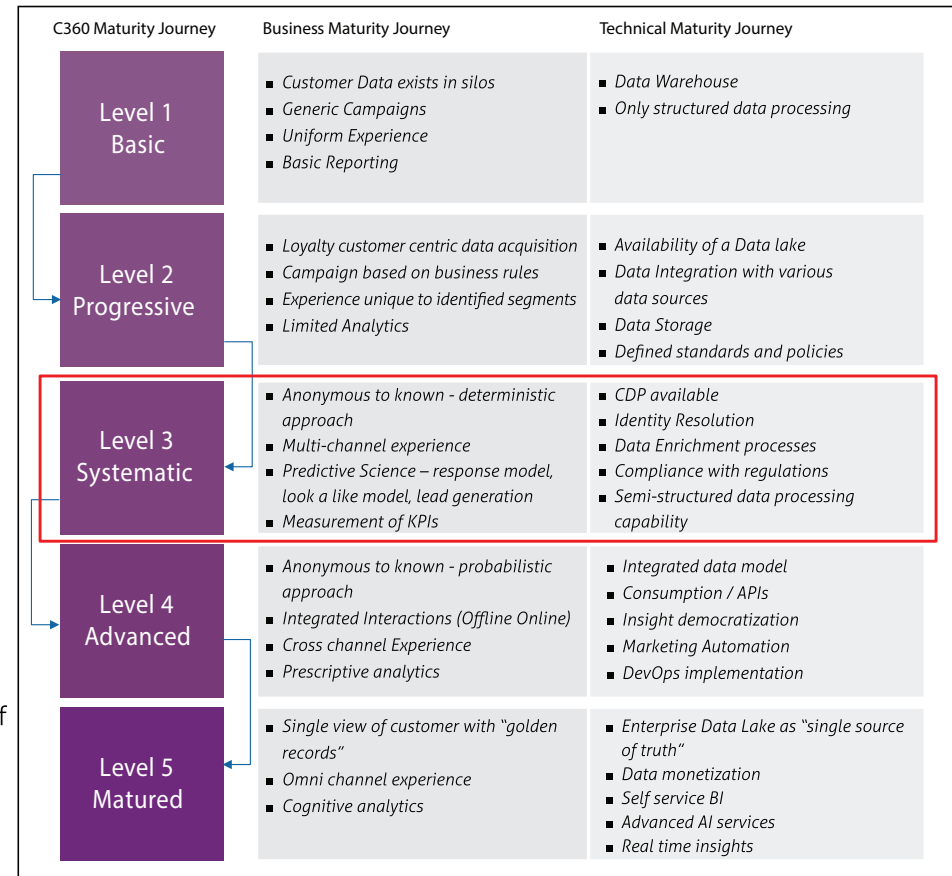 C360 Maturity Journey
Business Maturity Journey
Technical Maturity Journey
Level 1
Basic
▪ Customer Data exists in silos
▪ Generic Campaigns
▪ Uniform Experience
▪ Basic Reporting
▪ Data Warehouse
▪ Only structured data processing
Level 2
Progressive
▪ Loyalty customer centric data acquisition
▪ Campaign based on business rules
▪ Experience unique to identified segments
▪ Limited Analytics
▪ Availability of a Data lake
▪ Data Integration with various
data sources
▪ Data Storage
▪ Defined standards and policies
Level 3
Systematic
▪ Anonymous to known - deterministic
approach
▪ Multi-channel experience
▪ Predictive Science – response model,
look a like model, lead generation
▪ Measurement of KPIs
▪ CDP available
▪ Identity Resolution
▪ Data Enrichment processes
▪ Compliance with regulations
▪ Semi-structured data processing
capability
Level 4
Advanced
▪ Anonymous to known - probabilistic
approach
▪ Integrated Interactions (Offline Online)
▪ Cross channel Experience
▪ Prescriptive analytics
▪ Integrated data model
▪ Consumption / APIs
▪ Insight democratization
▪ Marketing Automation
▪ DevOps implementation
f
Level 5
Matured
▪ Single view of customer with “golden
records”
▪ Omni channel experience
▪ Cognitive analytics
▪ Enterprise Data Lake as “single source
of truth“
▪ Data monetization
▪ Self service BI
▪ Advanced AI services
▪ Real time insights